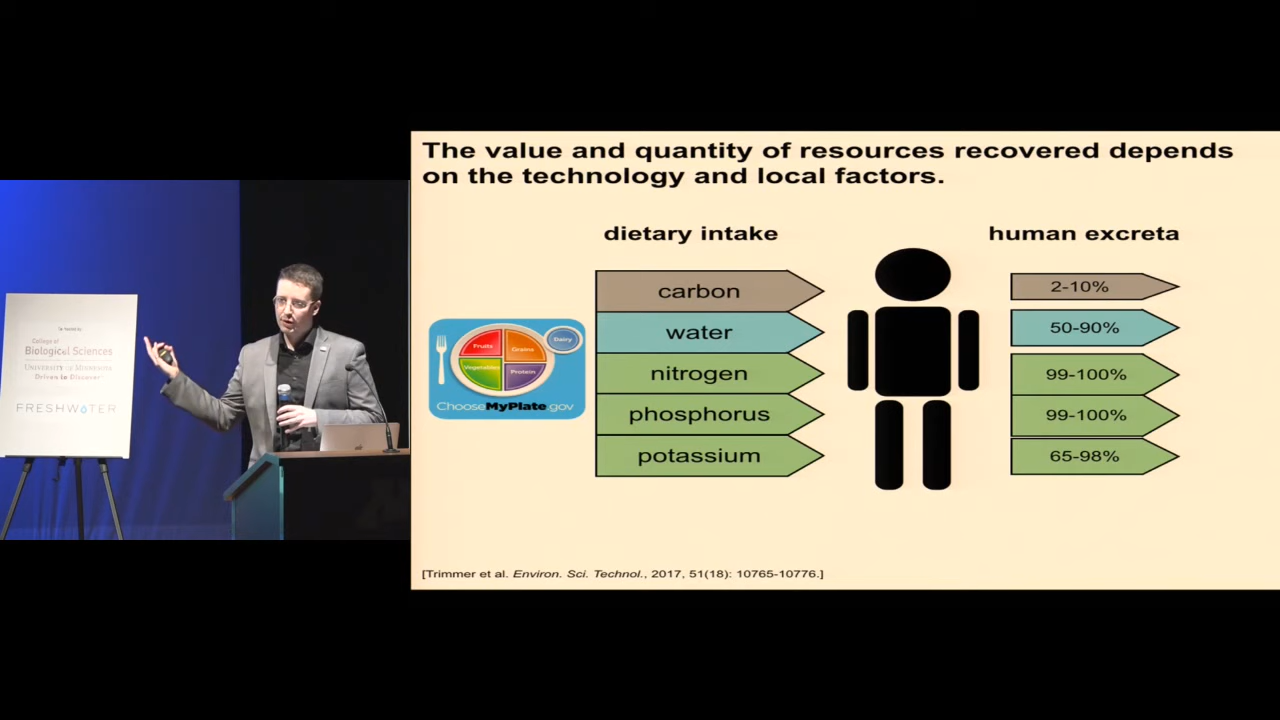 The value and quantity of resources recovered depends
on the technology and local factors.
dietary intake
human excreta
carbon
2-10%
water
50-90%
nitrogen
99-100%
phosphorus
99-100%
potassium
65-98%
Fruits
Grains
Dairy
Vegetables
Protein
ChooseMyPlate.gov
[Trimmer et al. Environ. Sci. Technol., 2017, 51(18): 10765-10776.]
College of
Biological Sciences
UNIVERSITY OF MINNESOTA
Driven to Discover
FRESHWATER